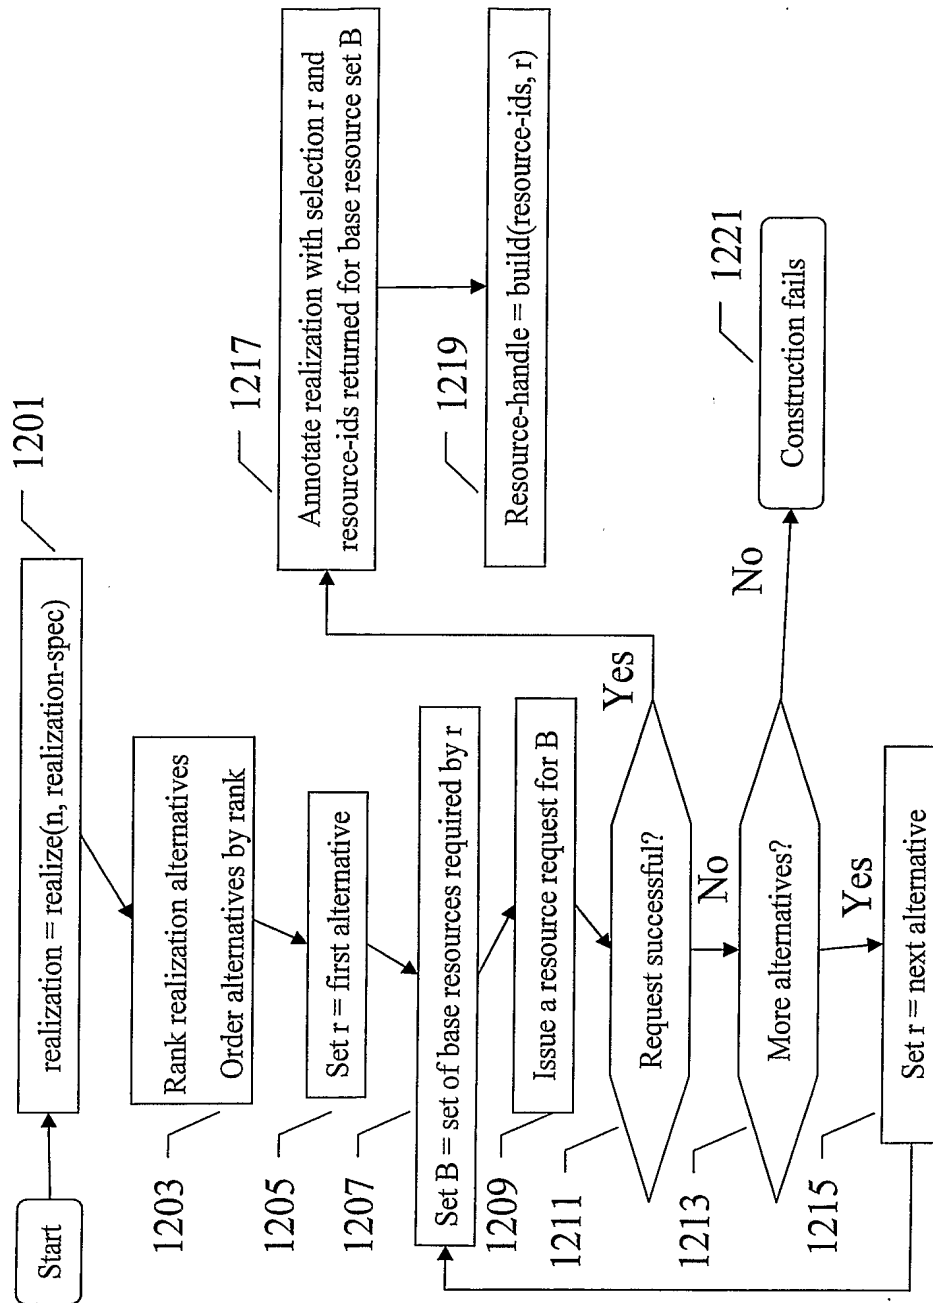 Start
realization = realize(n, realization-spec)
1201
1203
Rank realization alternatives
Order alternatives by rank
1205
Set r = first alternative
1207
Set B = set of base resources required by r
1209
Issue a resource request for B
1211
Request successful?
Yes
No
1213
More alternatives?
No
Yes
1215
Set r = next alternative
1217
Annotate realization with selection r and
resource-ids returned for base resource set B
1219
Resource-handle = build(resource-ids, r)
1221
Construction fails